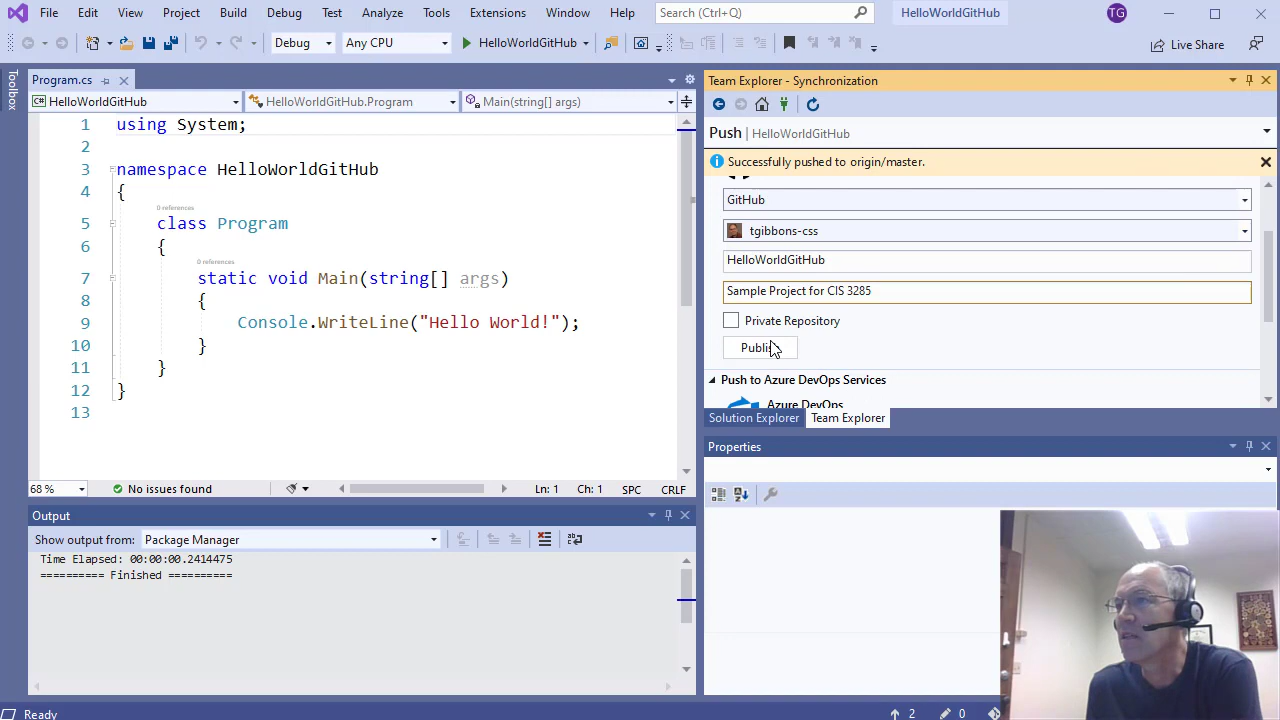 File Edit View Project Build Debug Test Analyze Tools Extensions Window Help Search (Ctrl+Q) HelloWorldGitHub TG
Debug Any CPU HelloWorldGitHub Live Share
Toolbox
Program.cs
HelloWorldGitHub HelloWorldGitHub.Program Main(string[] args)
1 using System;
2
3 namespace HelloWorldGitHub
4 {
0 references
5 class Program
6 {
0 references
7 static void Main(string[] args)
8 {
9 Console.WriteLine("Hello World!");
10 }
11 }
12 }
13
68 % No issues found Ln: 1 Ch: 1 SPC CRLF
Output
Show output from: Package Manager
Time Elapsed: 00:00:00.2414475
========== Finished ==========
Team Explorer - Synchronization
Push | HelloWorldGitHub
Successfully pushed to origin/master.
GitHub
tgibbons-css
HelloWorldGitHub
Sample Project for CIS 3285
Private Repository
Publish
Push to Azure DevOps Services
Azure DevOps
Solution Explorer Team Explorer
Properties
Ready 2 0